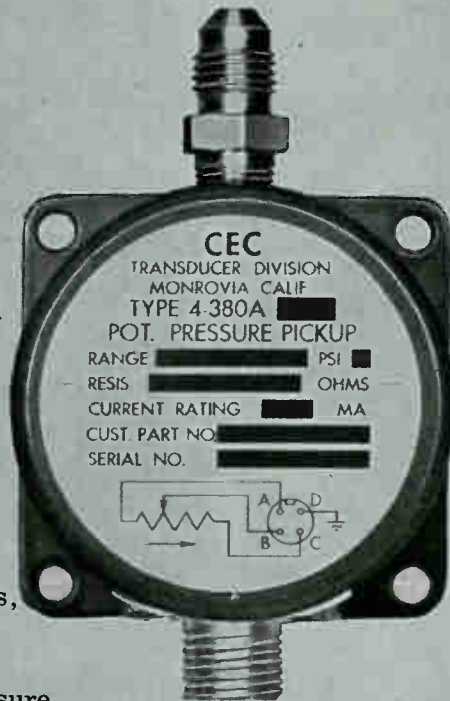 CEC
TRANSDUCER DIVISION
MONROVIA CALIF
TYPE 4-380A
POT. PRESSURE PICKUP
RANGE PSI
RESIS OHMS
CURRENT RATING MA
CUST. PART NO
SERIAL NO.
A D
B C
s,
sure